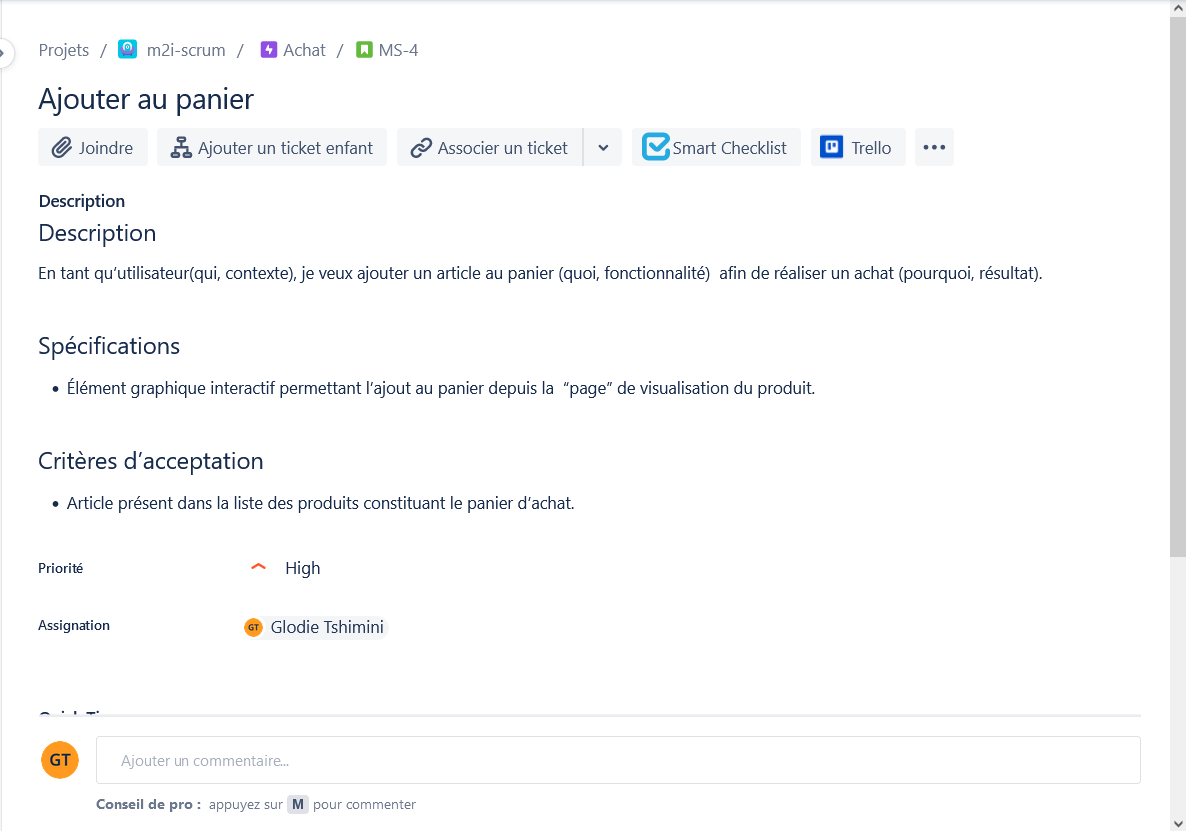 Projets / m2i-scrum / Achat / MS-4
Ajouter au panier
Joindre Ajouter un ticket enfant Associer un ticket Smart Checklist Trello •••
Description
Description
En tant qu’utilisateur(qui, contexte), je veux ajouter un article au panier (quoi, fonctionnalité)  afin de réaliser un achat (pourquoi, résultat).
Spécifications
• Élément graphique interactif permettant l’ajout au panier depuis la  “page” de visualisation du produit.
Critères d’acceptation
• Article présent dans la liste des produits constituant le panier d’achat.
Priorité High
Assignation GT Glodie Tshimini
GT Ajouter un commentaire...
Conseil de pro : appuyez sur M pour commenter